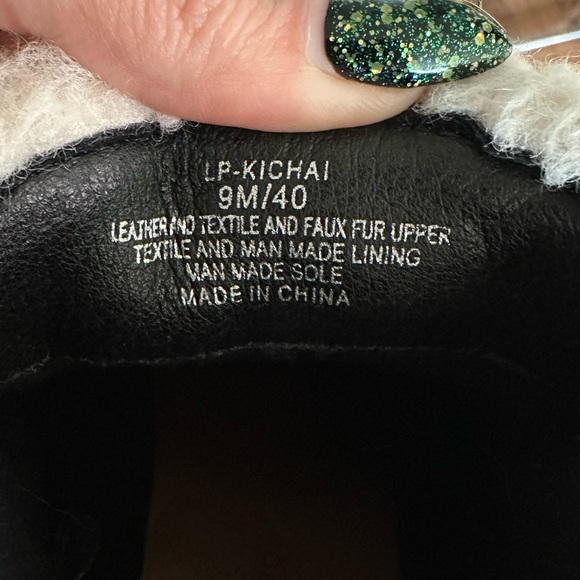 LP-KICHAI
9M/40
LEATHER AND TEXTILE AND FAUX FUR UPPER
TEXTILE AND MAN MADE LINING
MAN MADE SOLE
MADE IN CHINA